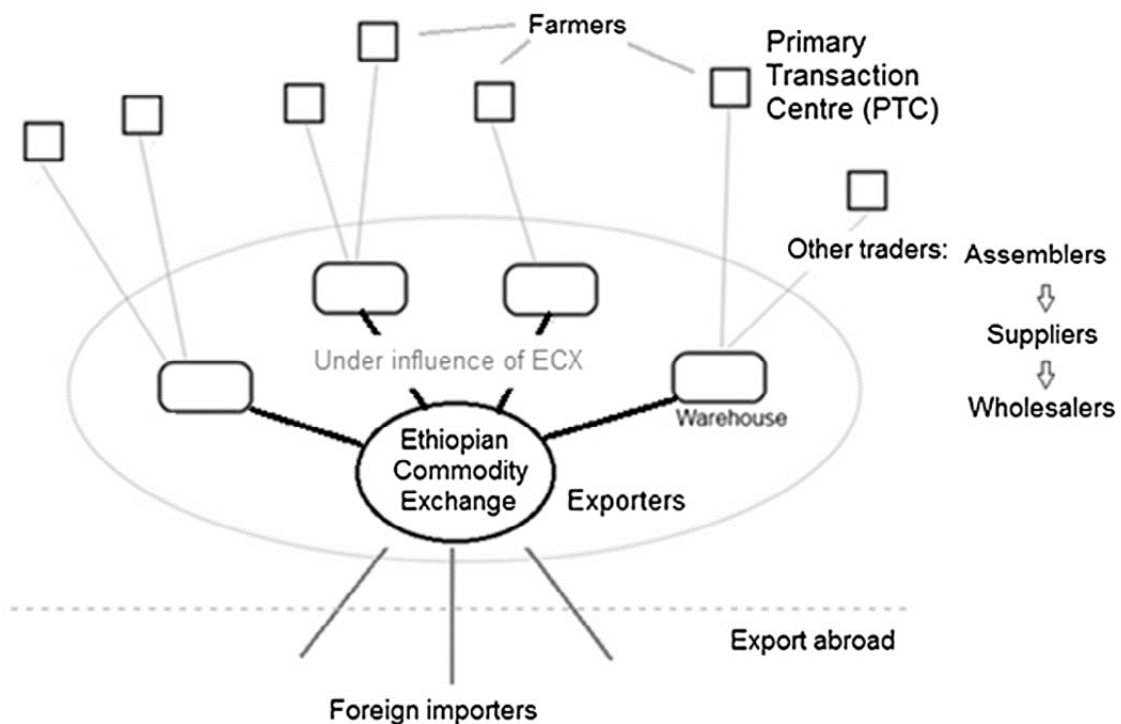 Farmers
Primary
Transaction
Centre (PTC)
Other traders:
Assemblers
Suppliers
Wholesalers
Under influence of ECX
Warehouse
Ethiopian
Commodity
Exchange
Exporters
Export abroad
Foreign importers